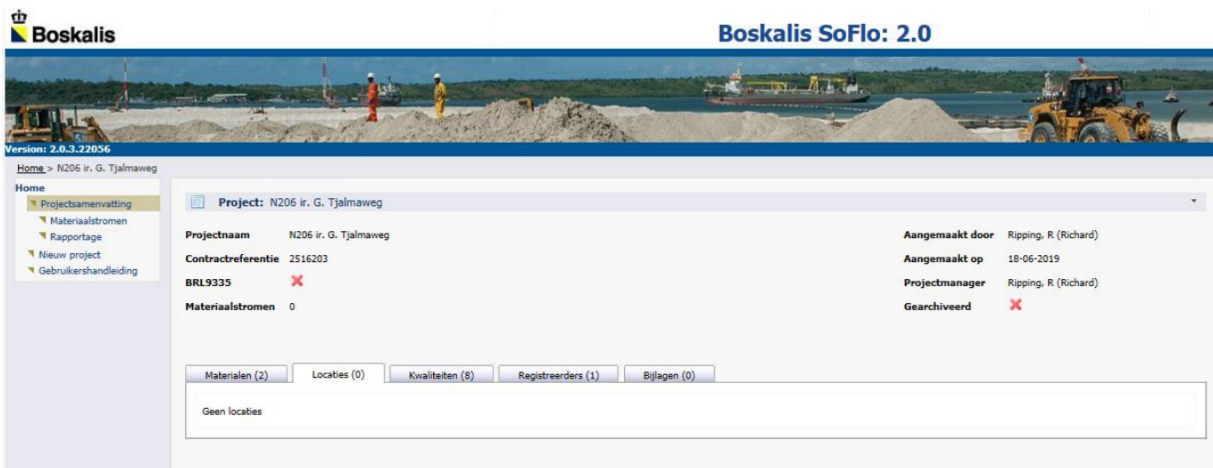 Boskalis
Boskalis SoFlo: 2.0
Version: 2.0.3.22056
Home > N206 ir. G. Tjalmaweg
Home
Projectsamenvatting
Materiaalstromen
Rapportage
Nieuw project
Gebruikershandleiding
Project: N206 ir. G. Tjalmaweg
Projectnaam N206 ir. G. Tjalmaweg
Contractreferentie 2516203
BRL9335
Materiaalstromen 0
Aangemaakt door Ripping, R (Richard)
Aangemaakt op 18-06-2019
Projectmanager Ripping, R (Richard)
Gearchiveerd
Materialen (2) Locaties (0) Kwaliteiten (8) Registreerders (1) Bijlagen (0)
Geen locaties